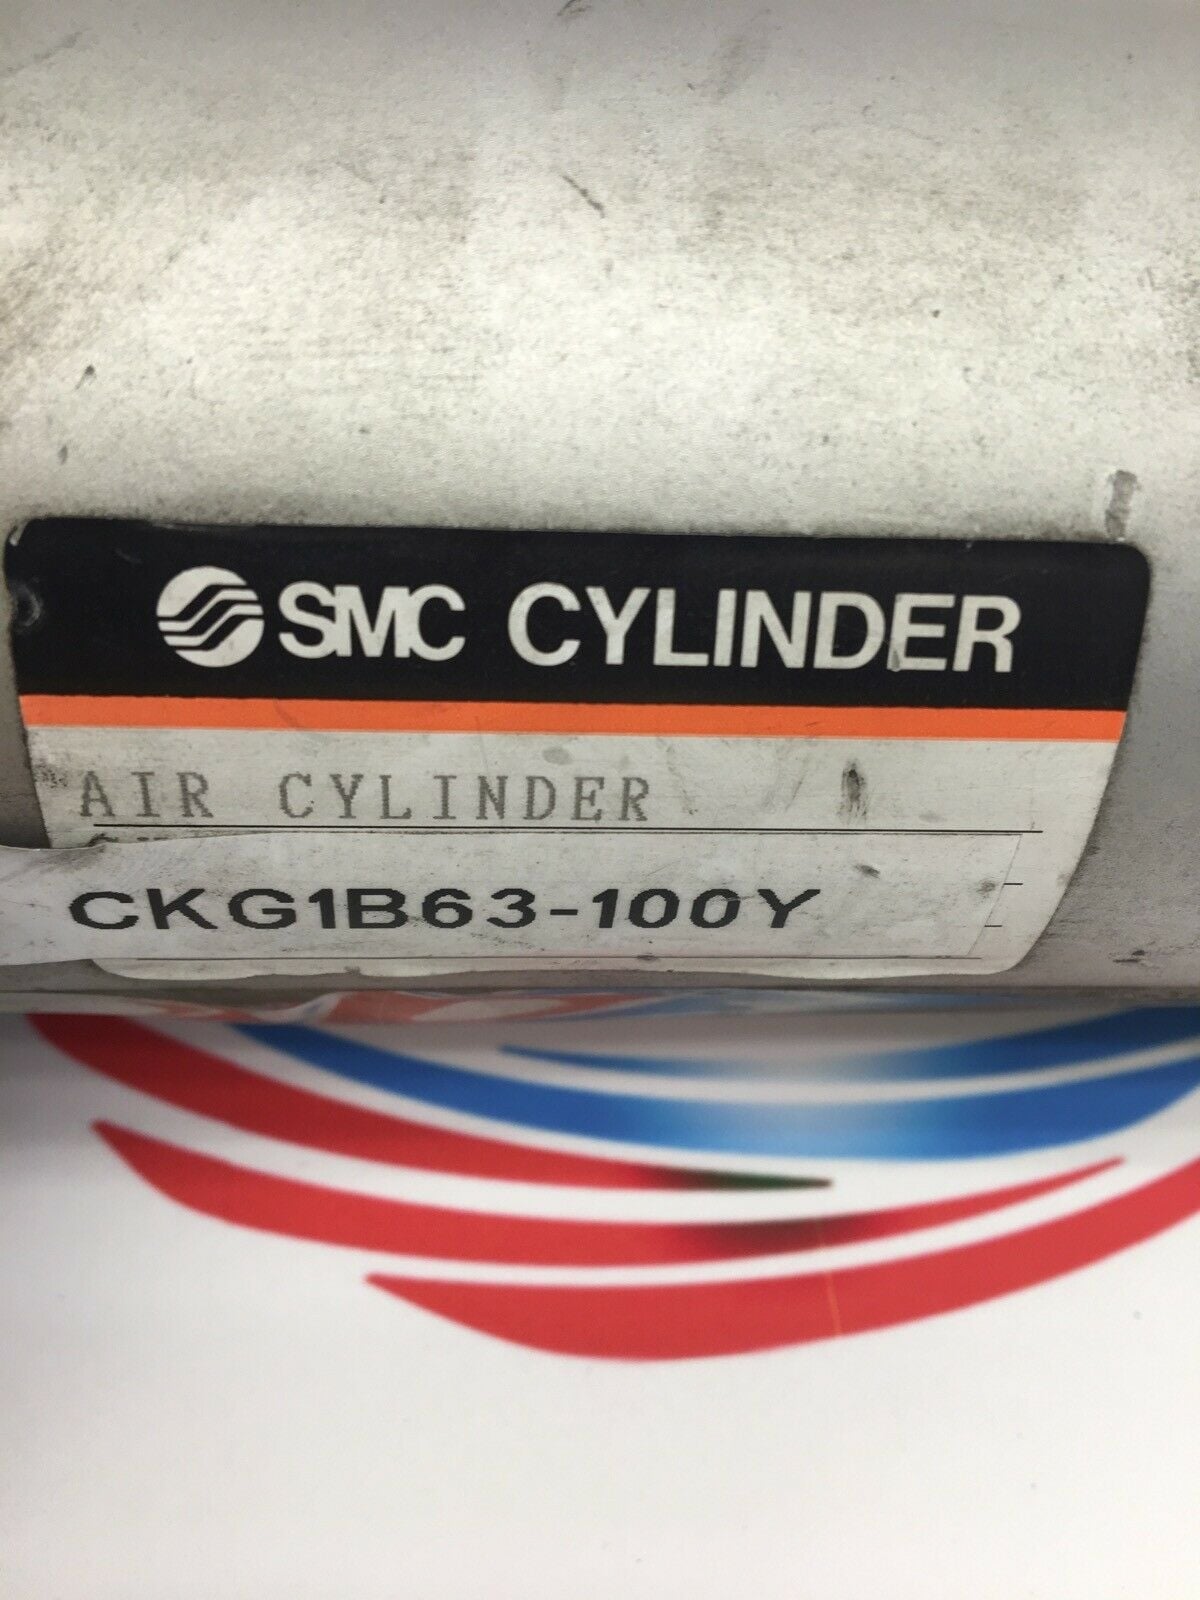 SMC CYLINDER
AIR CYLINDER
CKG1B63-100Y